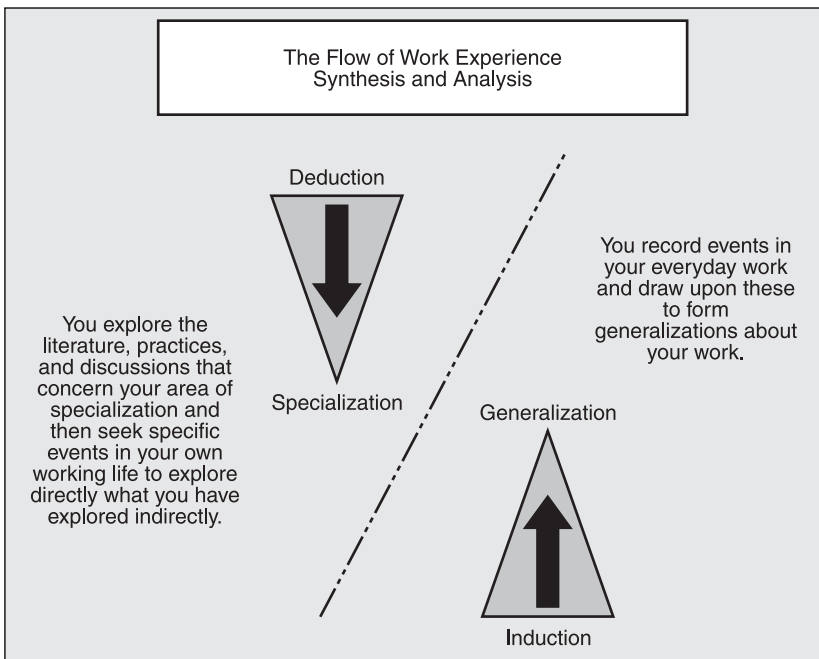 The Flow of Work Experience
Synthesis and Analysis
Deduction
Specialization
You explore the
literature, practices,
and discussions that
concern your area of
specialization and
then seek specific
events in your own
working life to explore
directly what you have
explored indirectly.
You record events in
your everyday work
and draw upon these
to form
generalizations about
your work.
Generalization
Induction